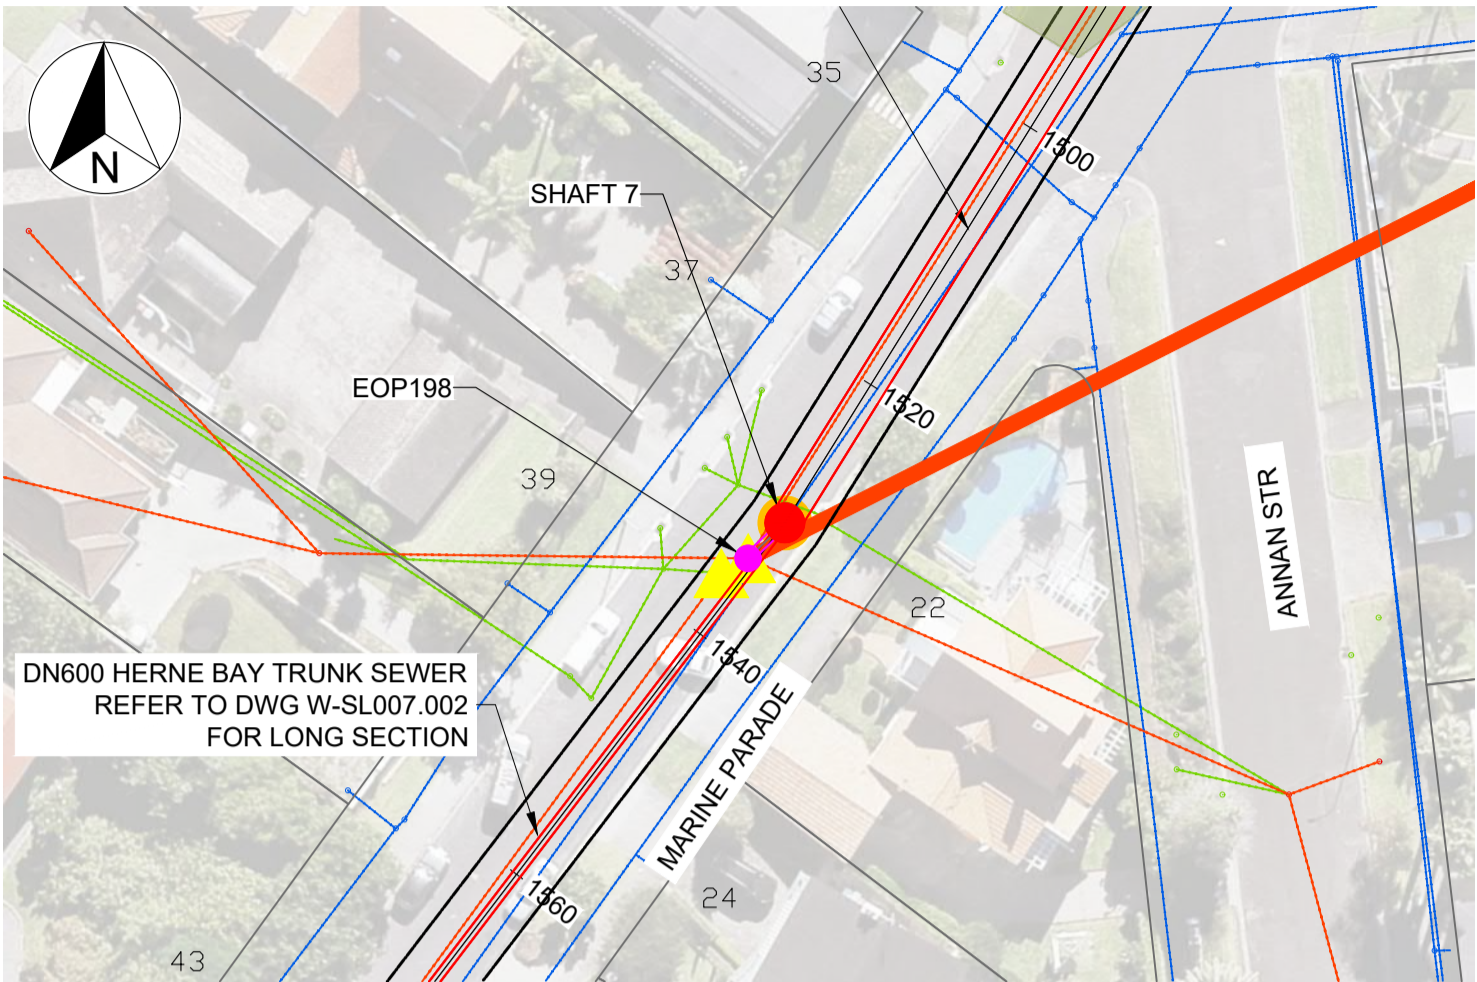 N
35
1500
SHAFT 7
37
EOP198
1520
39
ANNAN STR
22
DN600 HERNE BAY TRUNK SEWER
REFER TO DWG W-SL007.002
FOR LONG SECTION
1540
MARINE PARADE
1560
24
43